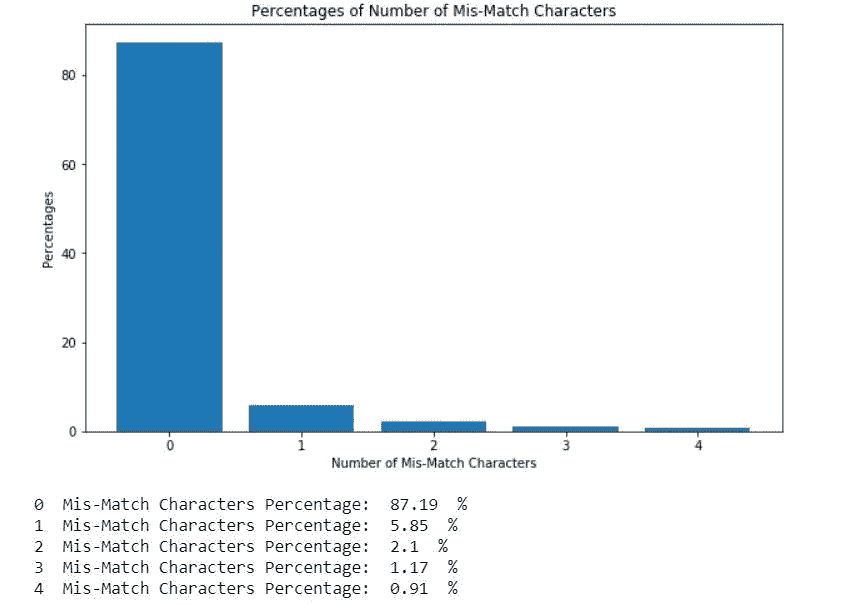 Percentages of Number of Mis-Match Characters
80
60
40
20
0
Percentages
0 1 2 3 4
Number of Mis-Match Characters
0 Mis-Match Characters Percentage: 87.19 %
1 Mis-Match Characters Percentage: 5.85 %
2 Mis-Match Characters Percentage: 2.1 %
3 Mis-Match Characters Percentage: 1.17 %
4 Mis-Match Characters Percentage: 0.91 %